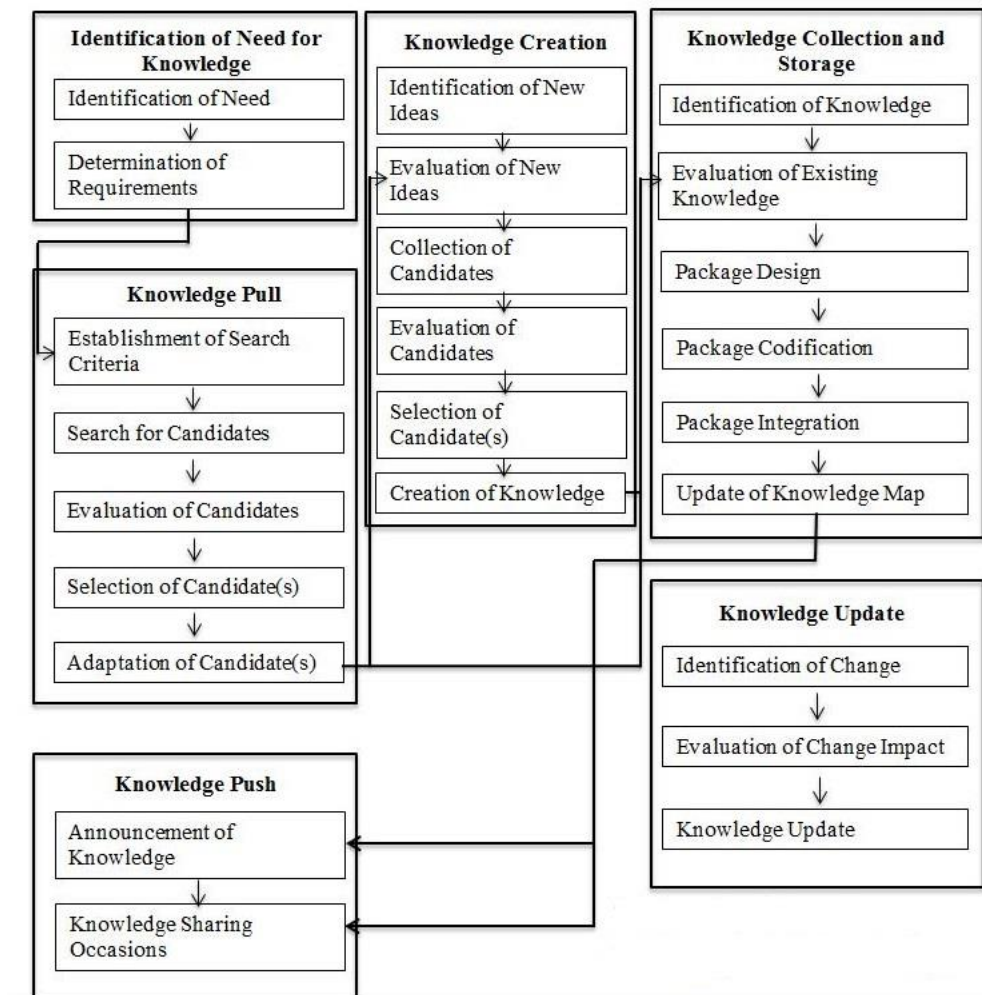 Identification of Need for
Knowledge
Identification of Need
Determination of
Requirements
Knowledge Pull
Establishment of Search
Criteria
Search for Candidates
Evaluation of Candidates
Selection of Candidate(s)
Adaptation of Candidate(s)
Knowledge Push
Announcement of
Knowledge
Knowledge Sharing
Occasions
Knowledge Creation
Identification of New
Ideas
Evaluation of New
Ideas
Collection of
Candidates
Evaluation of
Candidates
Selection of
Candidate(s)
Creation of Knowledge
Knowledge Collection and
Storage
Identification of Knowledge
Evaluation of Existing
Knowledge
Package Design
Package Codification
Package Integration
Update of Knowledge Map
Knowledge Update
Identification of Change
Evaluation of Change Impact
Knowledge Update